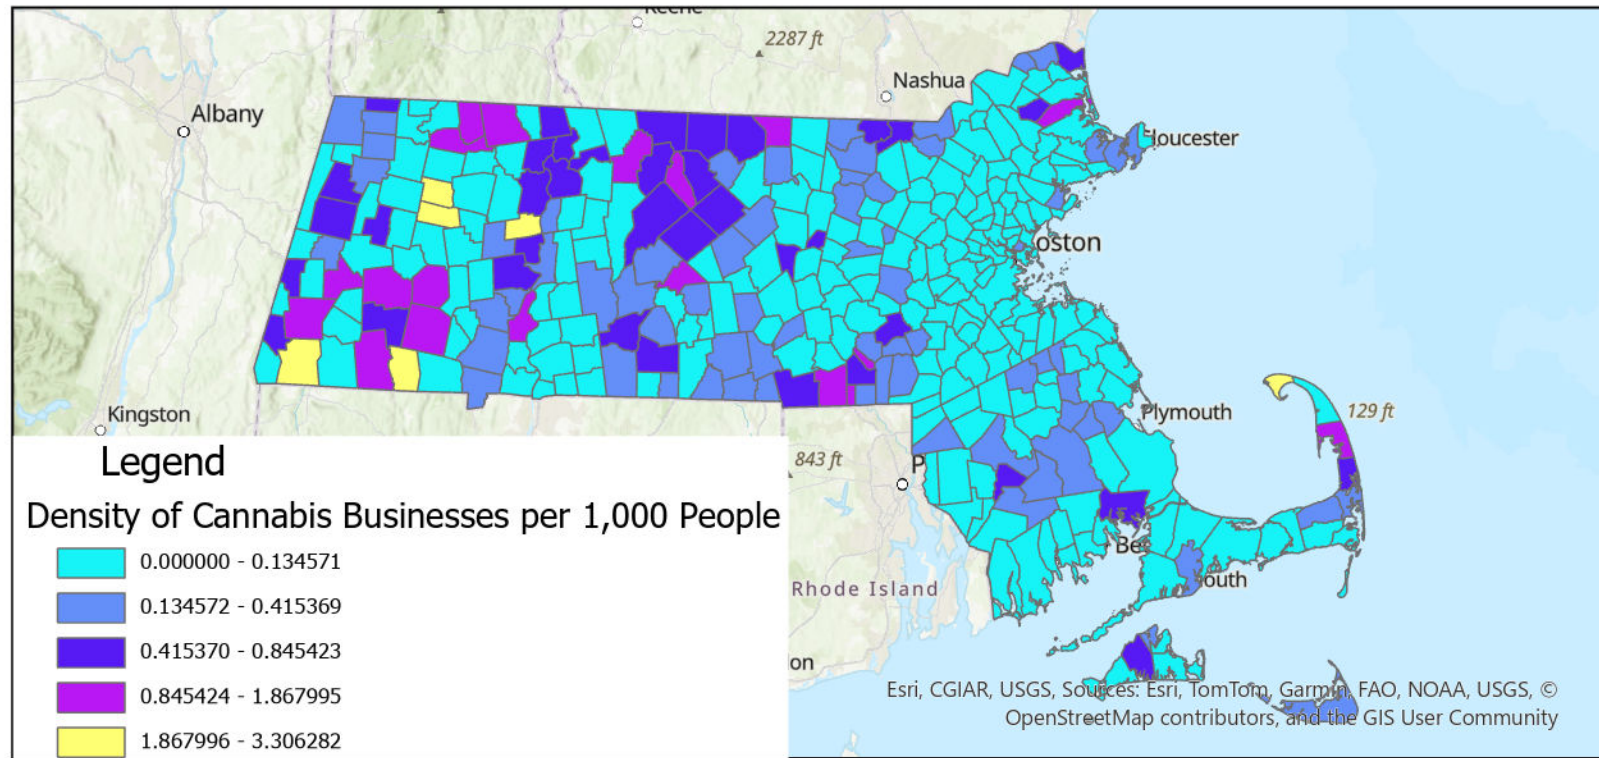 Keene
2287 ft
Nashua
Albany
loucester
oston
Kingston
129 ft
Plymouth
843 ft
P
Legend
Density of Cannabis Businesses per 1,000 People
0.000000 - 0.134571
0.134572 - 0.415369
0.415370 - 0.845423
0.845424 - 1.867995
1.867996 - 3.306282
Be
outh
Rhode Island
on
Esri, CGIAR, USGS, Sources: Esri, TomTom, Garmin, FAO, NOAA, USGS, ©
OpenStreetMap contributors, and the GIS User Community